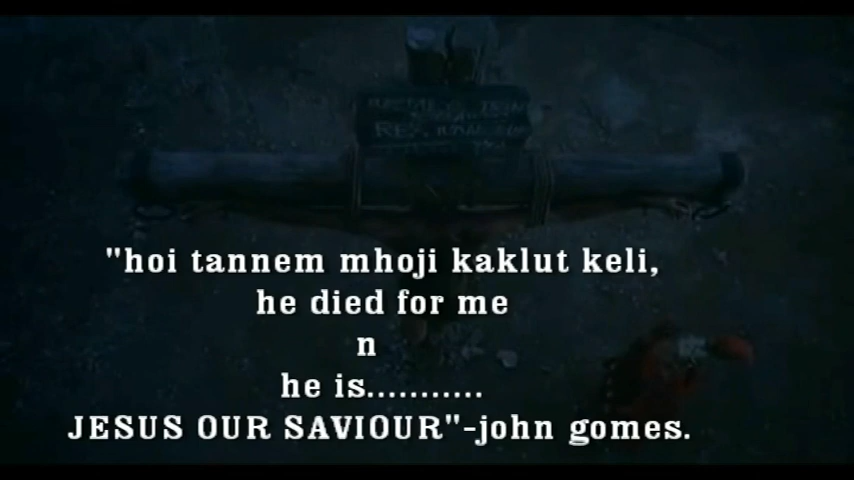 "hoi tannem mhoji kaklut keli,
he died for me
n
he is...........
JESUS OUR SAVIOUR"-john gomes.